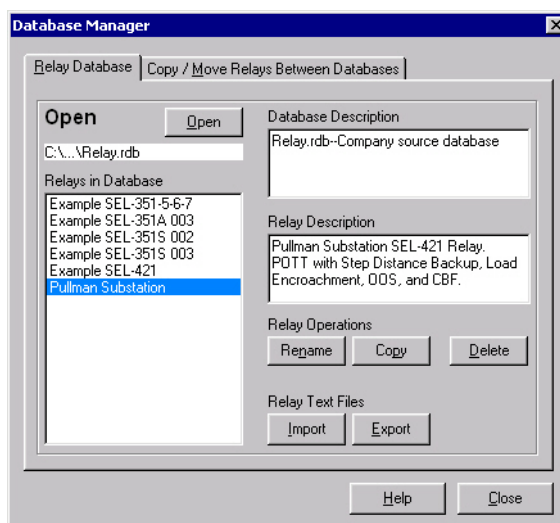 Database Manager
Relay Database
Copy / Move Relays Between Databases
Open
Open
C:\...\Relay.rdb
Relays in Database
Example SEL-351-5-6-7
Example SEL-351A 003
Example SEL-351S 002
Example SEL-351S 003
Example SEL-421
Pullman Substation
Database Description
Relay.rdb--Company source database
Relay Description
Pullman Substation SEL-421 Relay.
POTT with Step Distance Backup, Load
Encroachment, OOS, and CBF.
Relay Operations
Rename
Copy
Delete
Relay Text Files
Import
Export
Help
Close